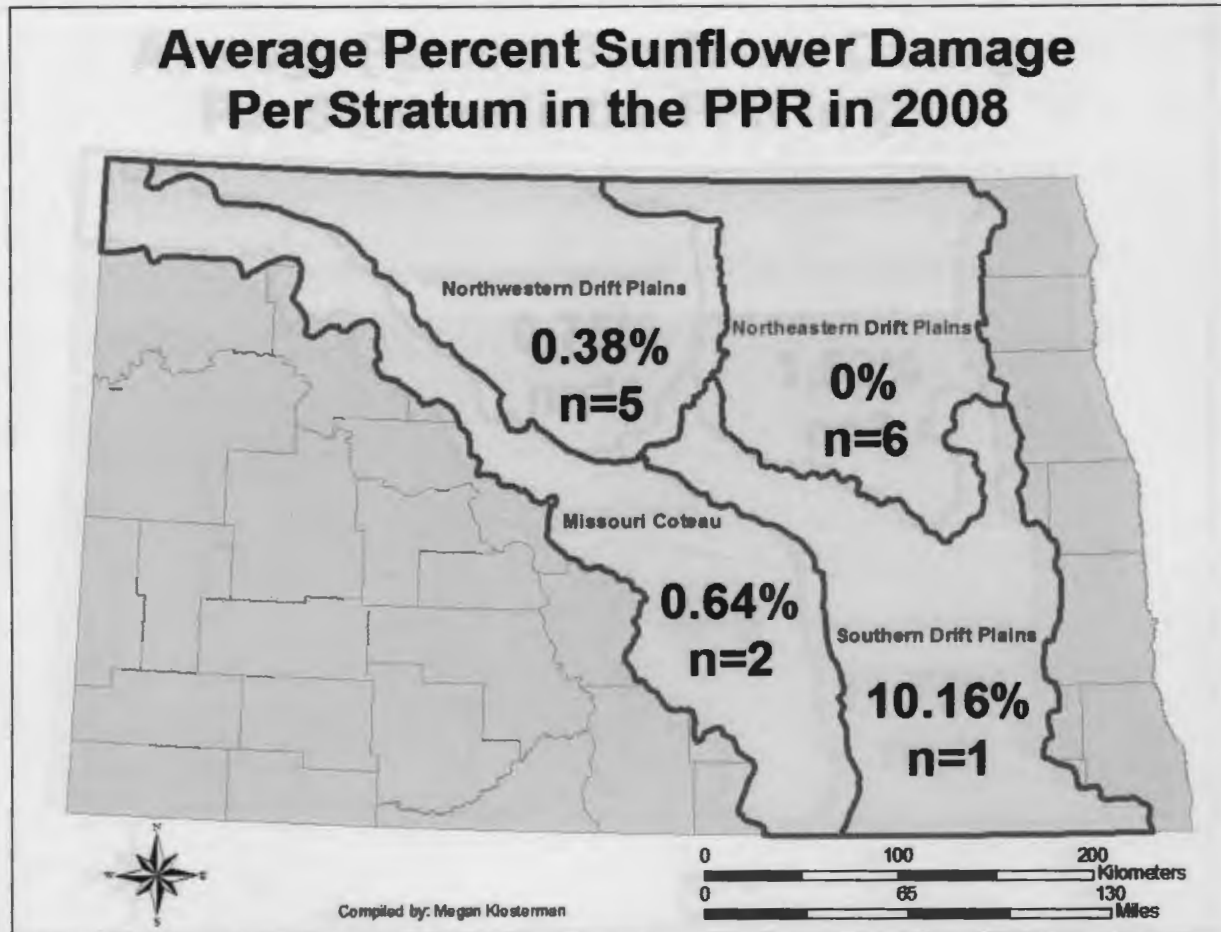 Average Percent Sunflower Damage
Per Stratum in the PPR in 2008
Northwestern Drift Plains
0.38%
n=5
Northeastern Drift Plains
0%
n=6
Missouri Coteau
0.64%
n=2
Southern Drift Plains
10.16%
n=1
N
W
E
S
0 100 200
Kilometers
0 65 130
Miles
Compiled by: Megan Klosterman